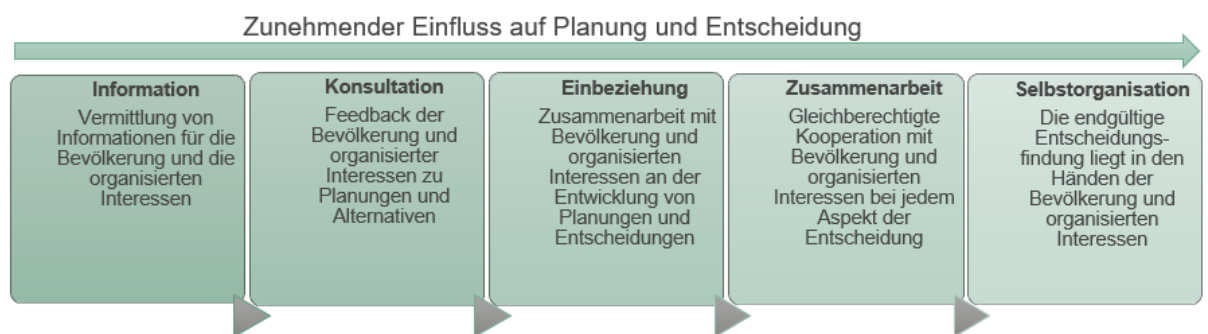 Zunehmender Einfluss auf Planung und Entscheidung
Information
Vermittlung von
Informationen für die
Bevölkerung und die
organisierten
Interessen
Konsultation
Feedback der
Bevölkerung und
organisierter
Interessen zu
Planungen und
Alternativen
Einbeziehung
Zusammenarbeit mit
Bevölkerung und
organisierten
Interessen an der
Entwicklung von
Planungen und
Entscheidungen
Zusammenarbeit
Gleichberechtigte
Kooperation mit
Bevölkerung und
organisierten
Interessen bei jedem
Aspekt der
Entscheidung
Selbstorganisation
Die endgültige
Entscheidungs-
findung liegt in den
Händen der
Bevölkerung und
organisierten
Interessen